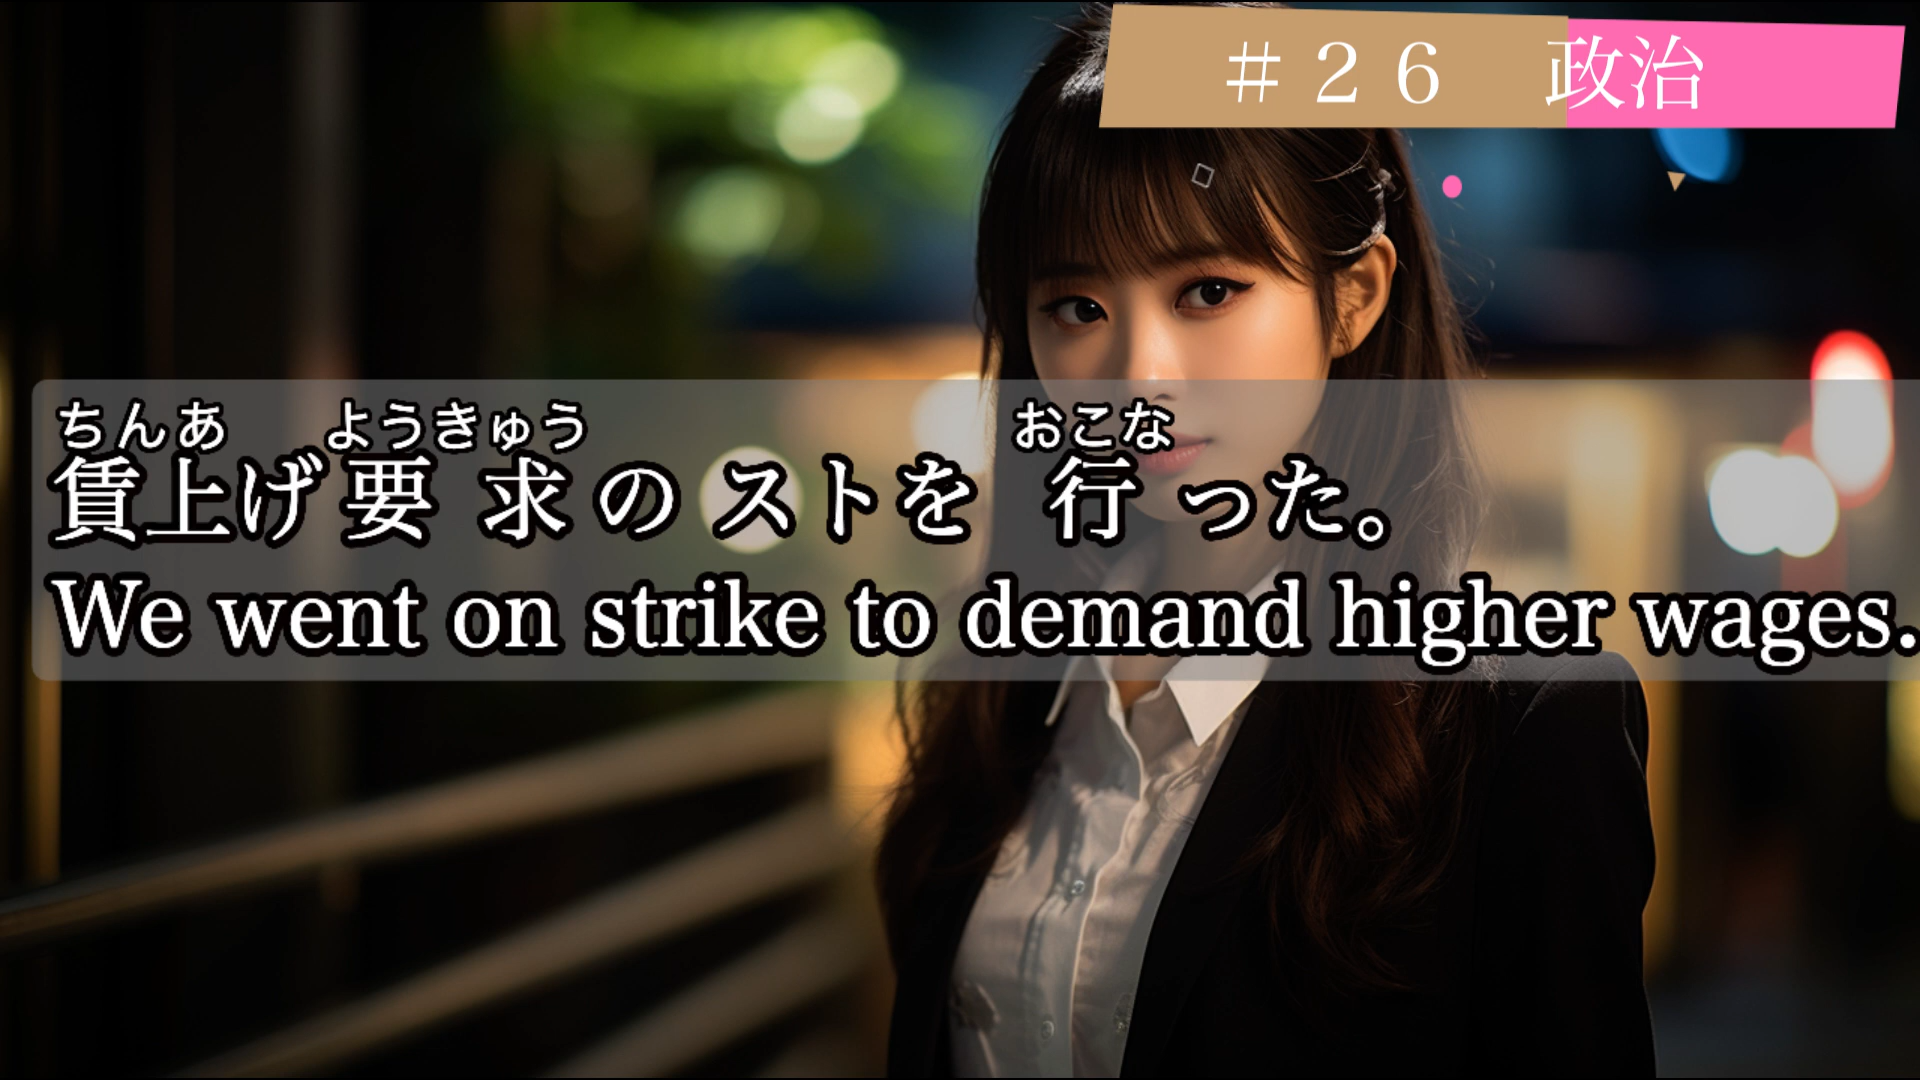 ＃２６　政治
ちんあ ようきゅう おこな
賃上げ要求のストを行った。
We went on strike to demand higher wages.